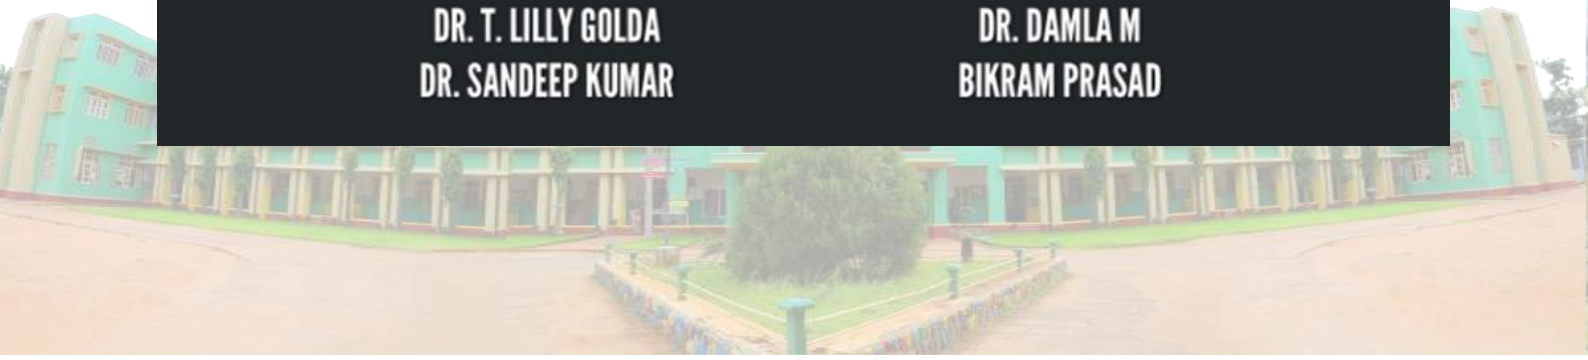 DR. T. LILLY GOLDA
DR. SANDEEP KUMAR
DR. DAMLA M
BIKRAM PRASAD